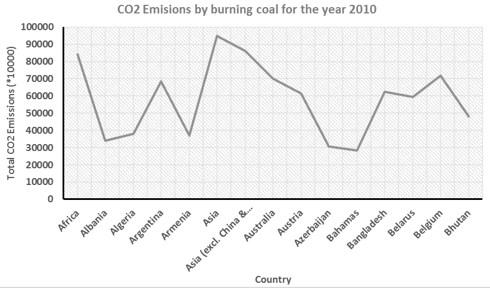 CO2 Emisions by burning coal for the year 2010
Total CO2 Emissions (*10000)
100000
90000
80000
70000
60000
50000
40000
30000
20000
10000
0
Africa
Albania
Algeria
Argentina
Armenia
Asia
Asia (excl. China &...
Australia
Austria
Azerbaijan
Bahamas
Bangladesh
Belarus
Belgium
Bhutan
Country